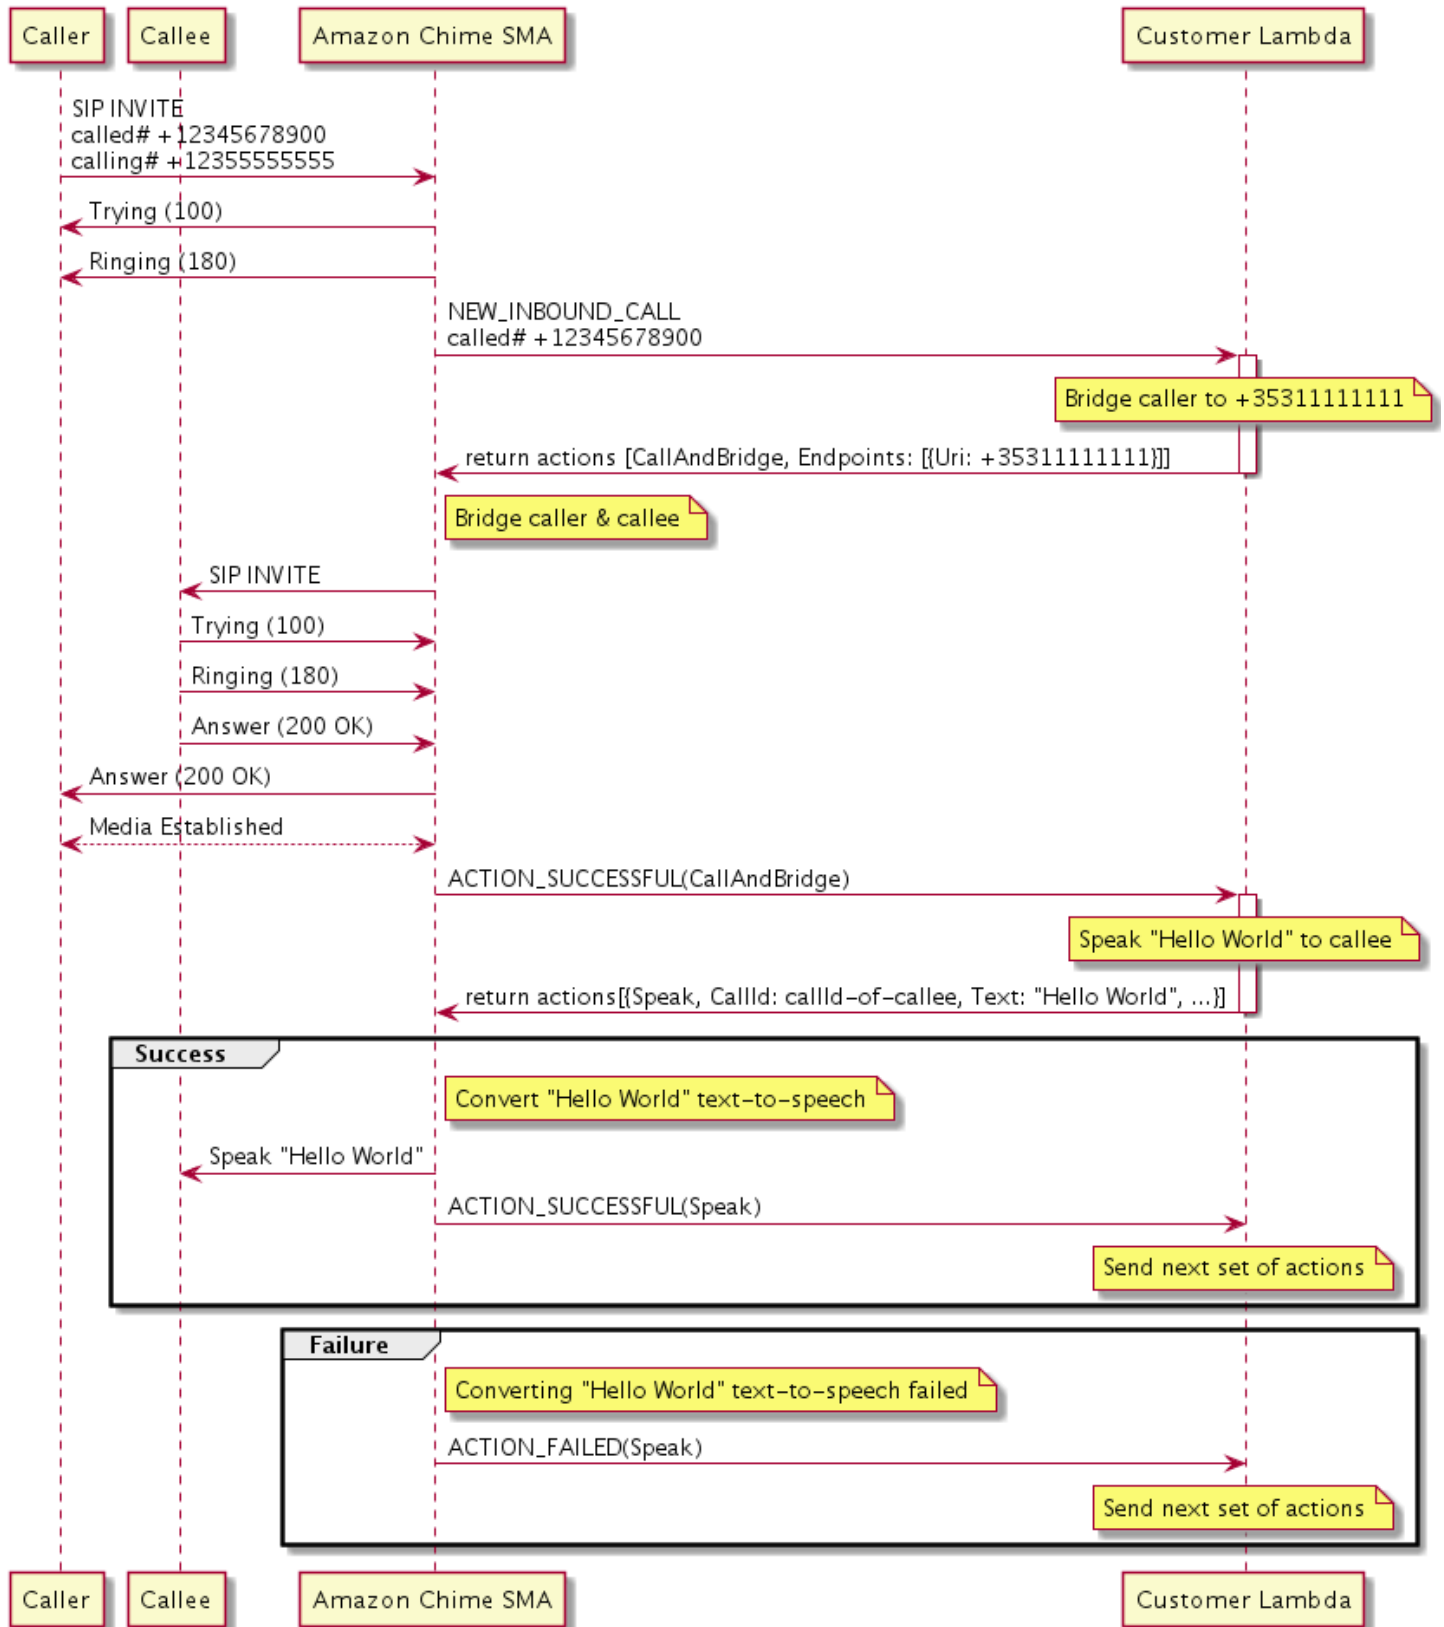 Caller
Callee
Amazon Chime SMA
Customer Lambda
SIP INVITE
called# +12345678900
calling# +12355555555
Trying (100)
Ringing (180)
NEW_INBOUND_CALL
called# +12345678900
Bridge caller to +35311111111
return actions [CallAndBridge, Endpoints: [{Uri: +35311111111}]]
Bridge caller & callee
SIP INVITE
Trying (100)
Ringing (180)
Answer (200 OK)
Answer (200 OK)
Media Established
ACTION_SUCCESSFUL(CallAndBridge)
Speak "Hello World" to callee
return actions[{Speak, CallId: callId-of-callee, Text: "Hello World", ...}]
Success
Convert "Hello World" text-to-speech
Speak "Hello World"
ACTION_SUCCESSFUL(Speak)
Send next set of actions
Failure
Converting "Hello World" text-to-speech failed
ACTION_FAILED(Speak)
Send next set of actions
Caller
Callee
Amazon Chime SMA
Customer Lambda